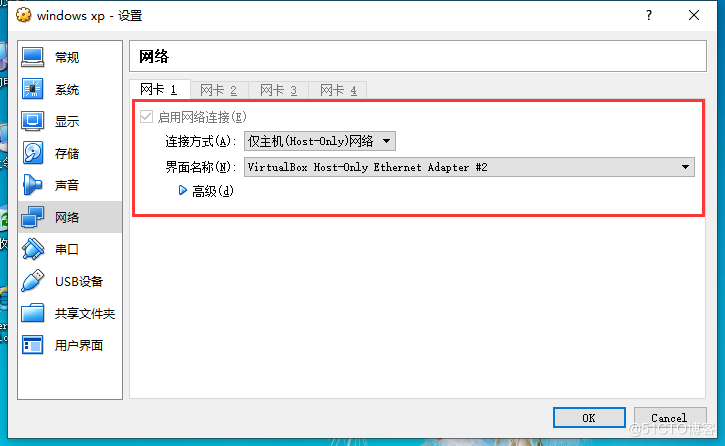 windows xp - 设置
?
常规
系统
显示
存储
声音
网络
串口
USB设备
共享文件夹
用户界面
网络
网卡 1 网卡 2 网卡 3 网卡 4
启用网络连接(E)
连接方式(A): 仅主机(Host-Only)网络
界面名称(N): VirtualBox Host-Only Ethernet Adapter #2
高级(d)
OK Cancel
@51CTO博客